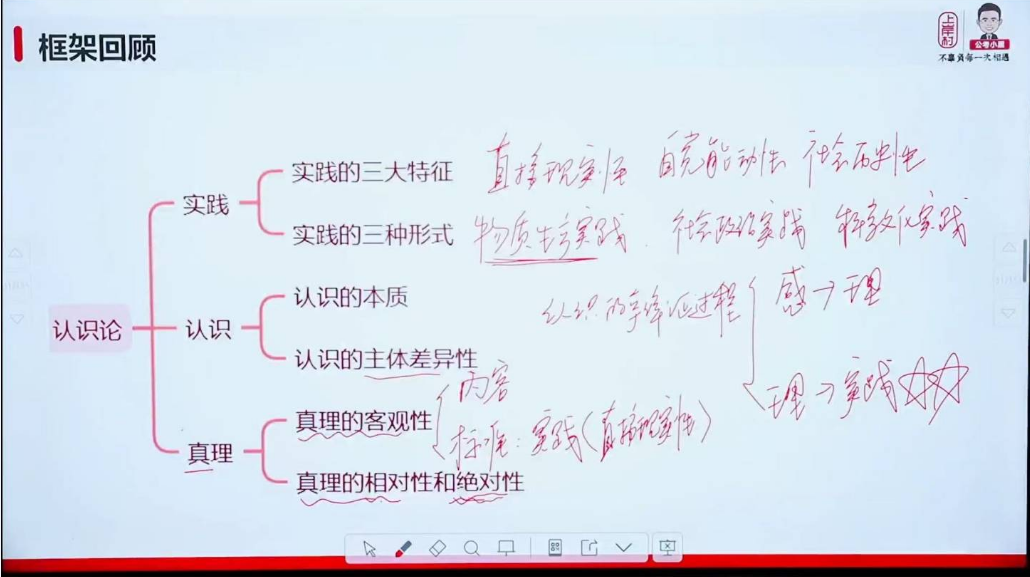 框架回顾
上岸村
公考小黑
不辜负每一次相遇
实践的三大特征 直接现实性 自觉能动性 社会历史性
实践
实践的三种形式 物质生产实践 社会政治实践 科教文化实践
认识的本质
认识的辩证过程 感→理
认识论
认识
认识的主体差异性
理→实践
内容
真理的客观性
标准:实践(直接现实性)
真理
真理的相对性和绝对性